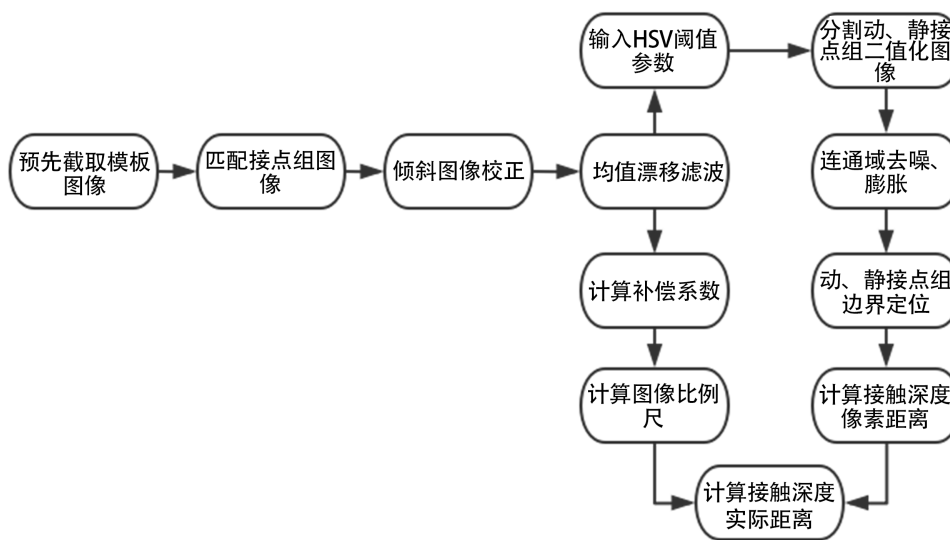 预先截取模板
图像
匹配接点组图
像
倾斜图像校正
均值漂移滤波
输入HSV阈值
参数
分割动、静接
点组二值化图
像
连通域去噪、
膨胀
动、静接点组
边界定位
计算接触深度
像素距离
计算补偿系数
计算图像比例
尺
计算接触深度
实际距离